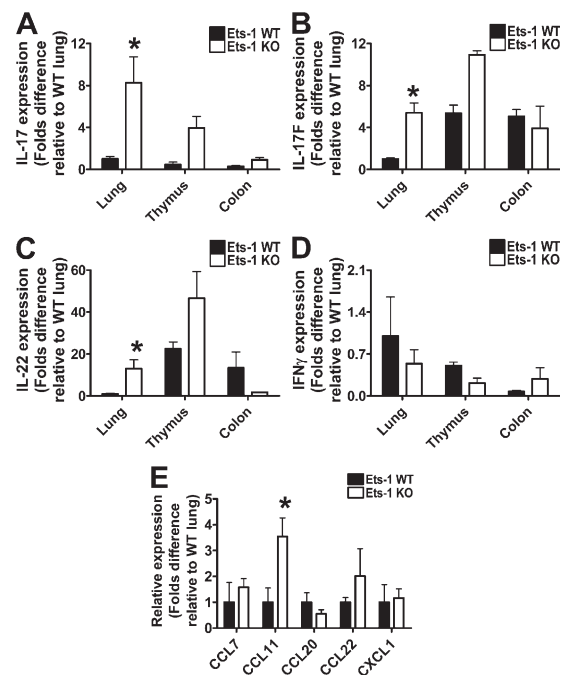 A
Ets-1 WT
Ets-1 KO
IL-17 expression
(Folds difference
relative to WT lung)
12
8
4
0
*
Lung
Thymus
Colon
B
Ets-1 WT
Ets-1 KO
IL-17F expression
(Folds difference
relative to WT lung)
12
8
4
0
*
Lung
Thymus
Colon
C
Ets-1 WT
Ets-1 KO
IL-22 expression
(Folds difference
relative to WT lung)
60
40
20
0
*
Lung
Thymus
Colon
D
Ets-1 WT
Ets-1 KO
IFNγ expression
(Folds difference
relative to WT lung)
2.1
1.4
0.7
0.0
Lung
Thymus
Colon
E
Ets-1 WT
Ets-1 KO
Relative expression
(Folds difference
relative to WT lung)
5
4
3
2
1
0
*
CCL7
CCL11
CCL20
CCL22
CXCL1